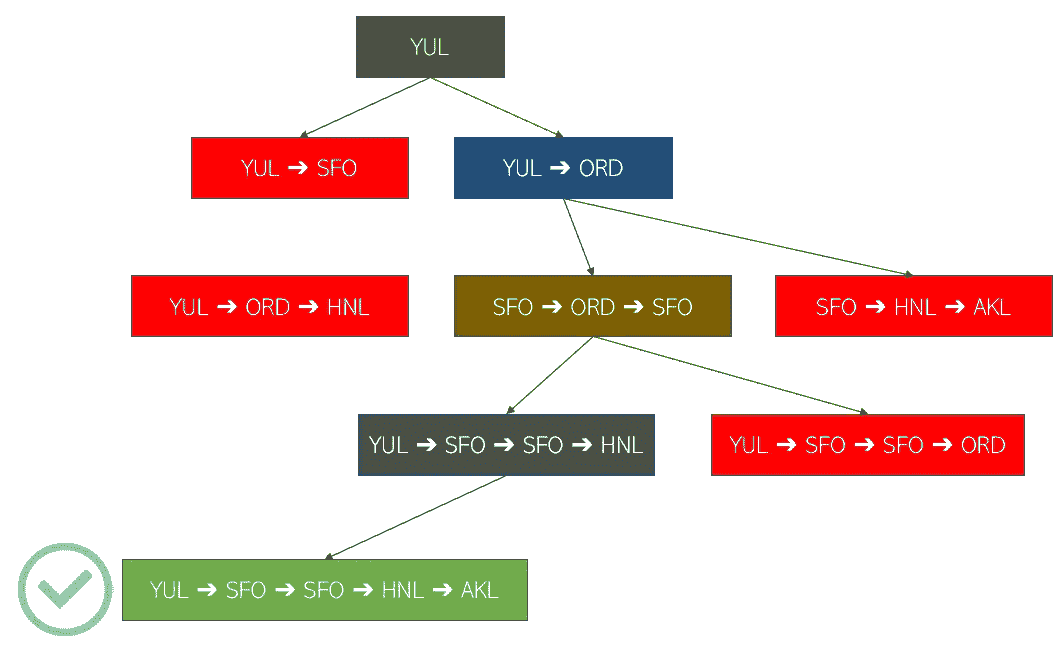 YUL
YUL ➔ SFO
YUL ➔ ORD
YUL ➔ ORD ➔ HNL
SFO ➔ ORD ➔ SFO
SFO ➔ HNL ➔ AKL
YUL ➔ SFO ➔ SFO ➔ HNL
YUL ➔ SFO ➔ SFO ➔ ORD
YUL ➔ SFO ➔ SFO ➔ HNL ➔ AKL